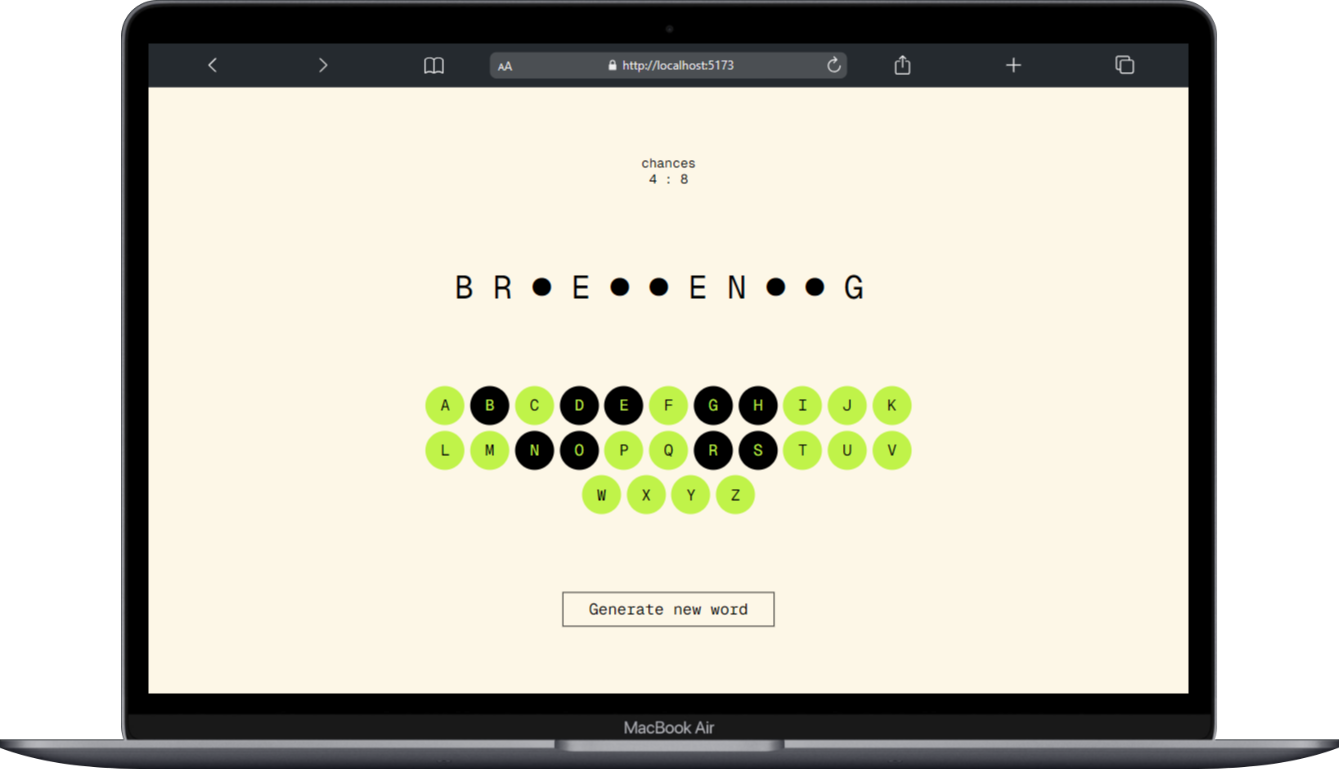 AA http://localhost:5173
chances
4 : 8
B R ● E ● ● E N ● ● G
A B C D E F G H I J K
L M N O P Q R S T U V
W X Y Z
Generate new word
MacBook Air